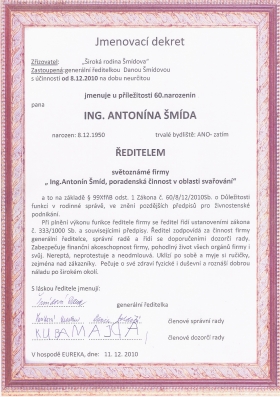 Jmenovací dekret
Zřizovatel: „Široká rodina Šmídova"
Zastoupená:generální ředitelkou Danou Šmídovou
s účinností od 8.12.2010 na dobu neurčitou
jmenuje u příležitosti 60.narozenin
pana
ING. ANTONÍNA ŠMÍDA
narozen: 8.12.1950 trvalé bydliště: ANO- zatím
ŘEDITELEM
světoznámé firmy
„ Ing.Antonín Šmíd, poradenská činnost v oblasti svařování"
a to na základě § 99XtfñB odst. 1 Zákona č. 60/8/12/2010Sb. o Důležitosti
funkcí v rodinné správě, ve znění pozdějších předpisů pro živnostenské
podnikání.
Při plnění výkonu funkce ředitele firmy se ředitel řídí ustanoveními zákona
č. 333/1000 Sb. a souvisejícími předpisy. Ředitel zodpovídá za činnost firmy
generální ředitelce, správní radě a řídí se doporučeními dozorčí rady.
Zabezpečuje finanční akceschopnost firmy, pohodlný život všech orgánů firmy i
svůj. Nereptá, neprotestuje a neodmlouvá. Uklízí po sobě a myje si ručičky,
zejména nad zákazníky. Pečuje o své zdraví fyzické i duševní a roznáší dobrou
náladu po širokém okolí.
S láskou ředitele jmenují:
generální ředitelka
členové správní rady
KUBA MAJDA
členové dozorčí rady
V hospodě EUREKA, dne 11. 12. 2010